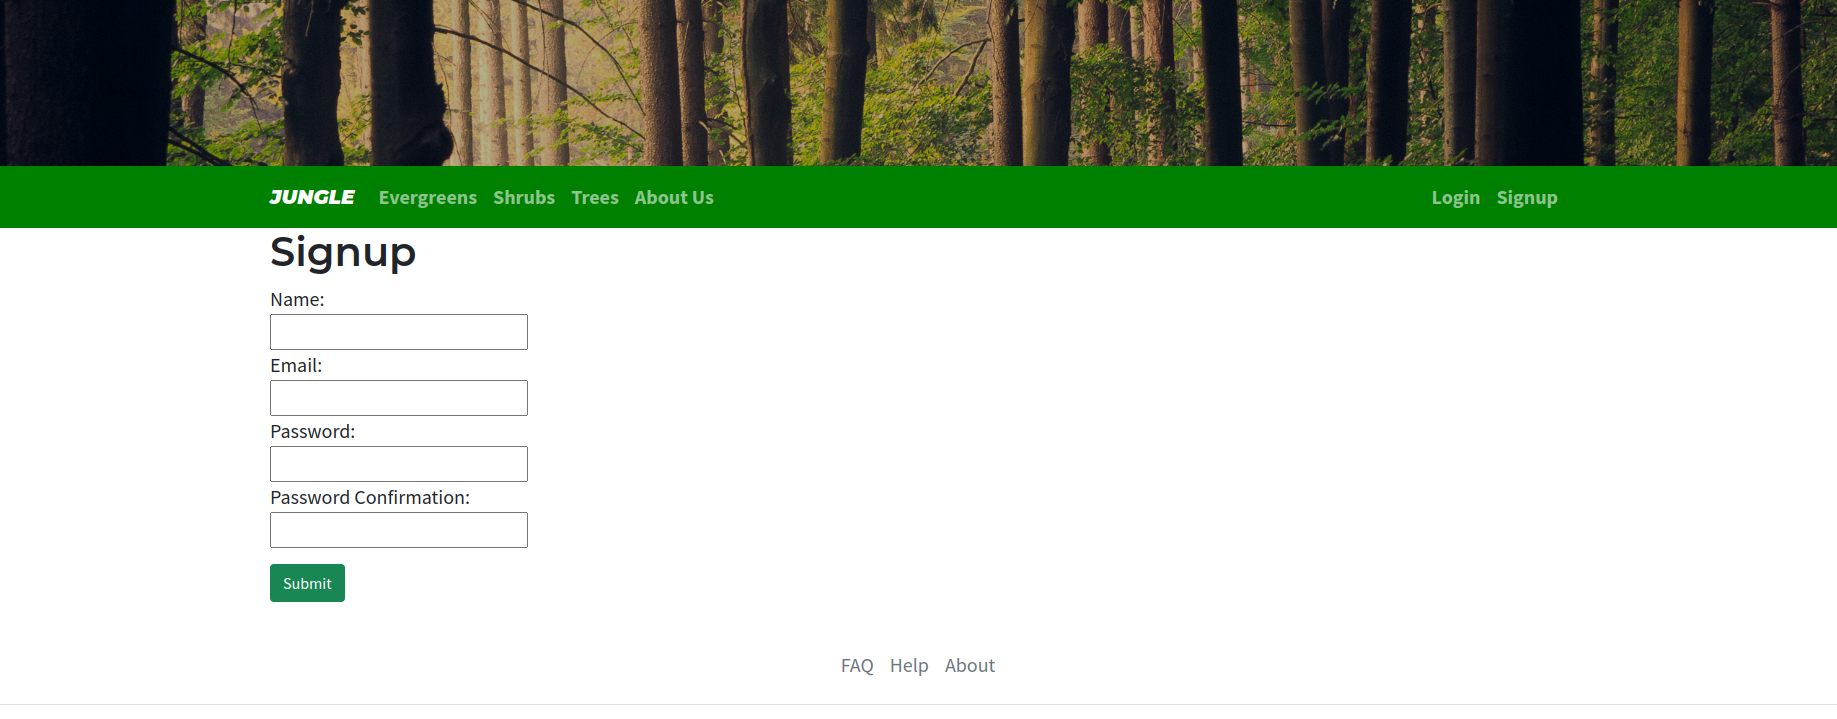 JUNGLE Evergreens Shrubs Trees About Us Login Signup
Signup
Name:
Email:
Password:
Password Confirmation:
Submit
FAQ Help About